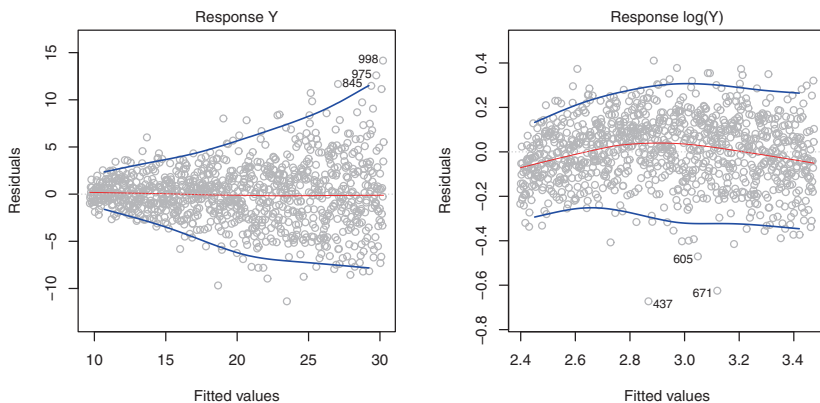 Response Y
Residuals
15
10
5
0
−5
−10
998
975
845
10 15 20 25 30
Fitted values
Response log(Y)
Residuals
0.4
0.2
0.0
−0.2
−0.4
−0.6
−0.8
605
671
437
2.4 2.6 2.8 3.0 3.2 3.4
Fitted values